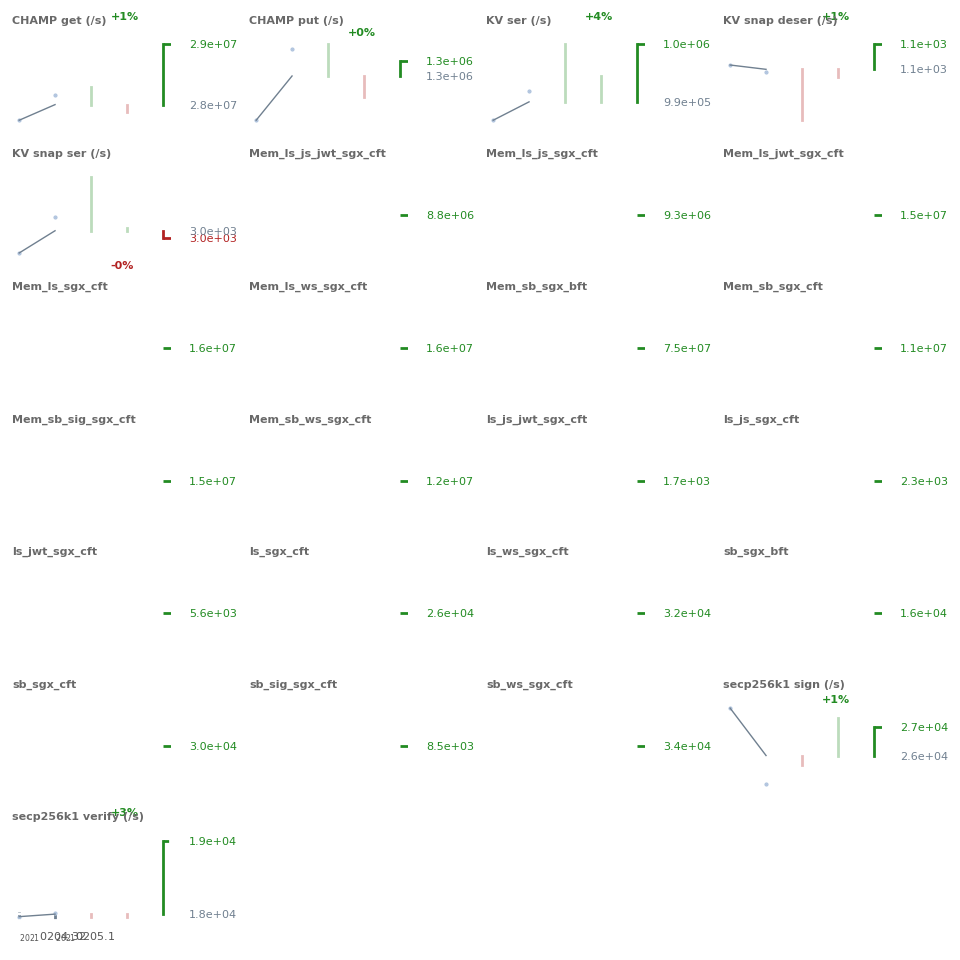 CHAMP get (/s)
+1%
2.9e+07
2.8e+07
CHAMP put (/s)
+0%
1.3e+06
1.3e+06
KV ser (/s)
+4%
1.0e+06
9.9e+05
KV snap deser (/s)
+1%
1.1e+03
1.1e+03
KV snap ser (/s)
3.0e+03
3.0e+03
-0%
Mem_ls_js_jwt_sgx_cft
8.8e+06
Mem_ls_js_sgx_cft
9.3e+06
Mem_ls_jwt_sgx_cft
1.5e+07
Mem_ls_sgx_cft
1.6e+07
Mem_ls_ws_sgx_cft
1.6e+07
Mem_sb_sgx_bft
7.5e+07
Mem_sb_sgx_cft
1.1e+07
Mem_sb_sig_sgx_cft
1.5e+07
Mem_sb_ws_sgx_cft
1.2e+07
ls_js_jwt_sgx_cft
1.7e+03
ls_js_sgx_cft
2.3e+03
ls_jwt_sgx_cft
5.6e+03
ls_sgx_cft
2.6e+04
ls_ws_sgx_cft
3.2e+04
sb_sgx_bft
1.6e+04
sb_sgx_cft
3.0e+04
sb_sig_sgx_cft
8.5e+03
sb_ws_sgx_cft
3.4e+04
secp256k1 sign (/s)
+1%
2.7e+04
2.6e+04
secp256k1 verify (/s)
+3%
1.9e+04
1.8e+04
2021
2021